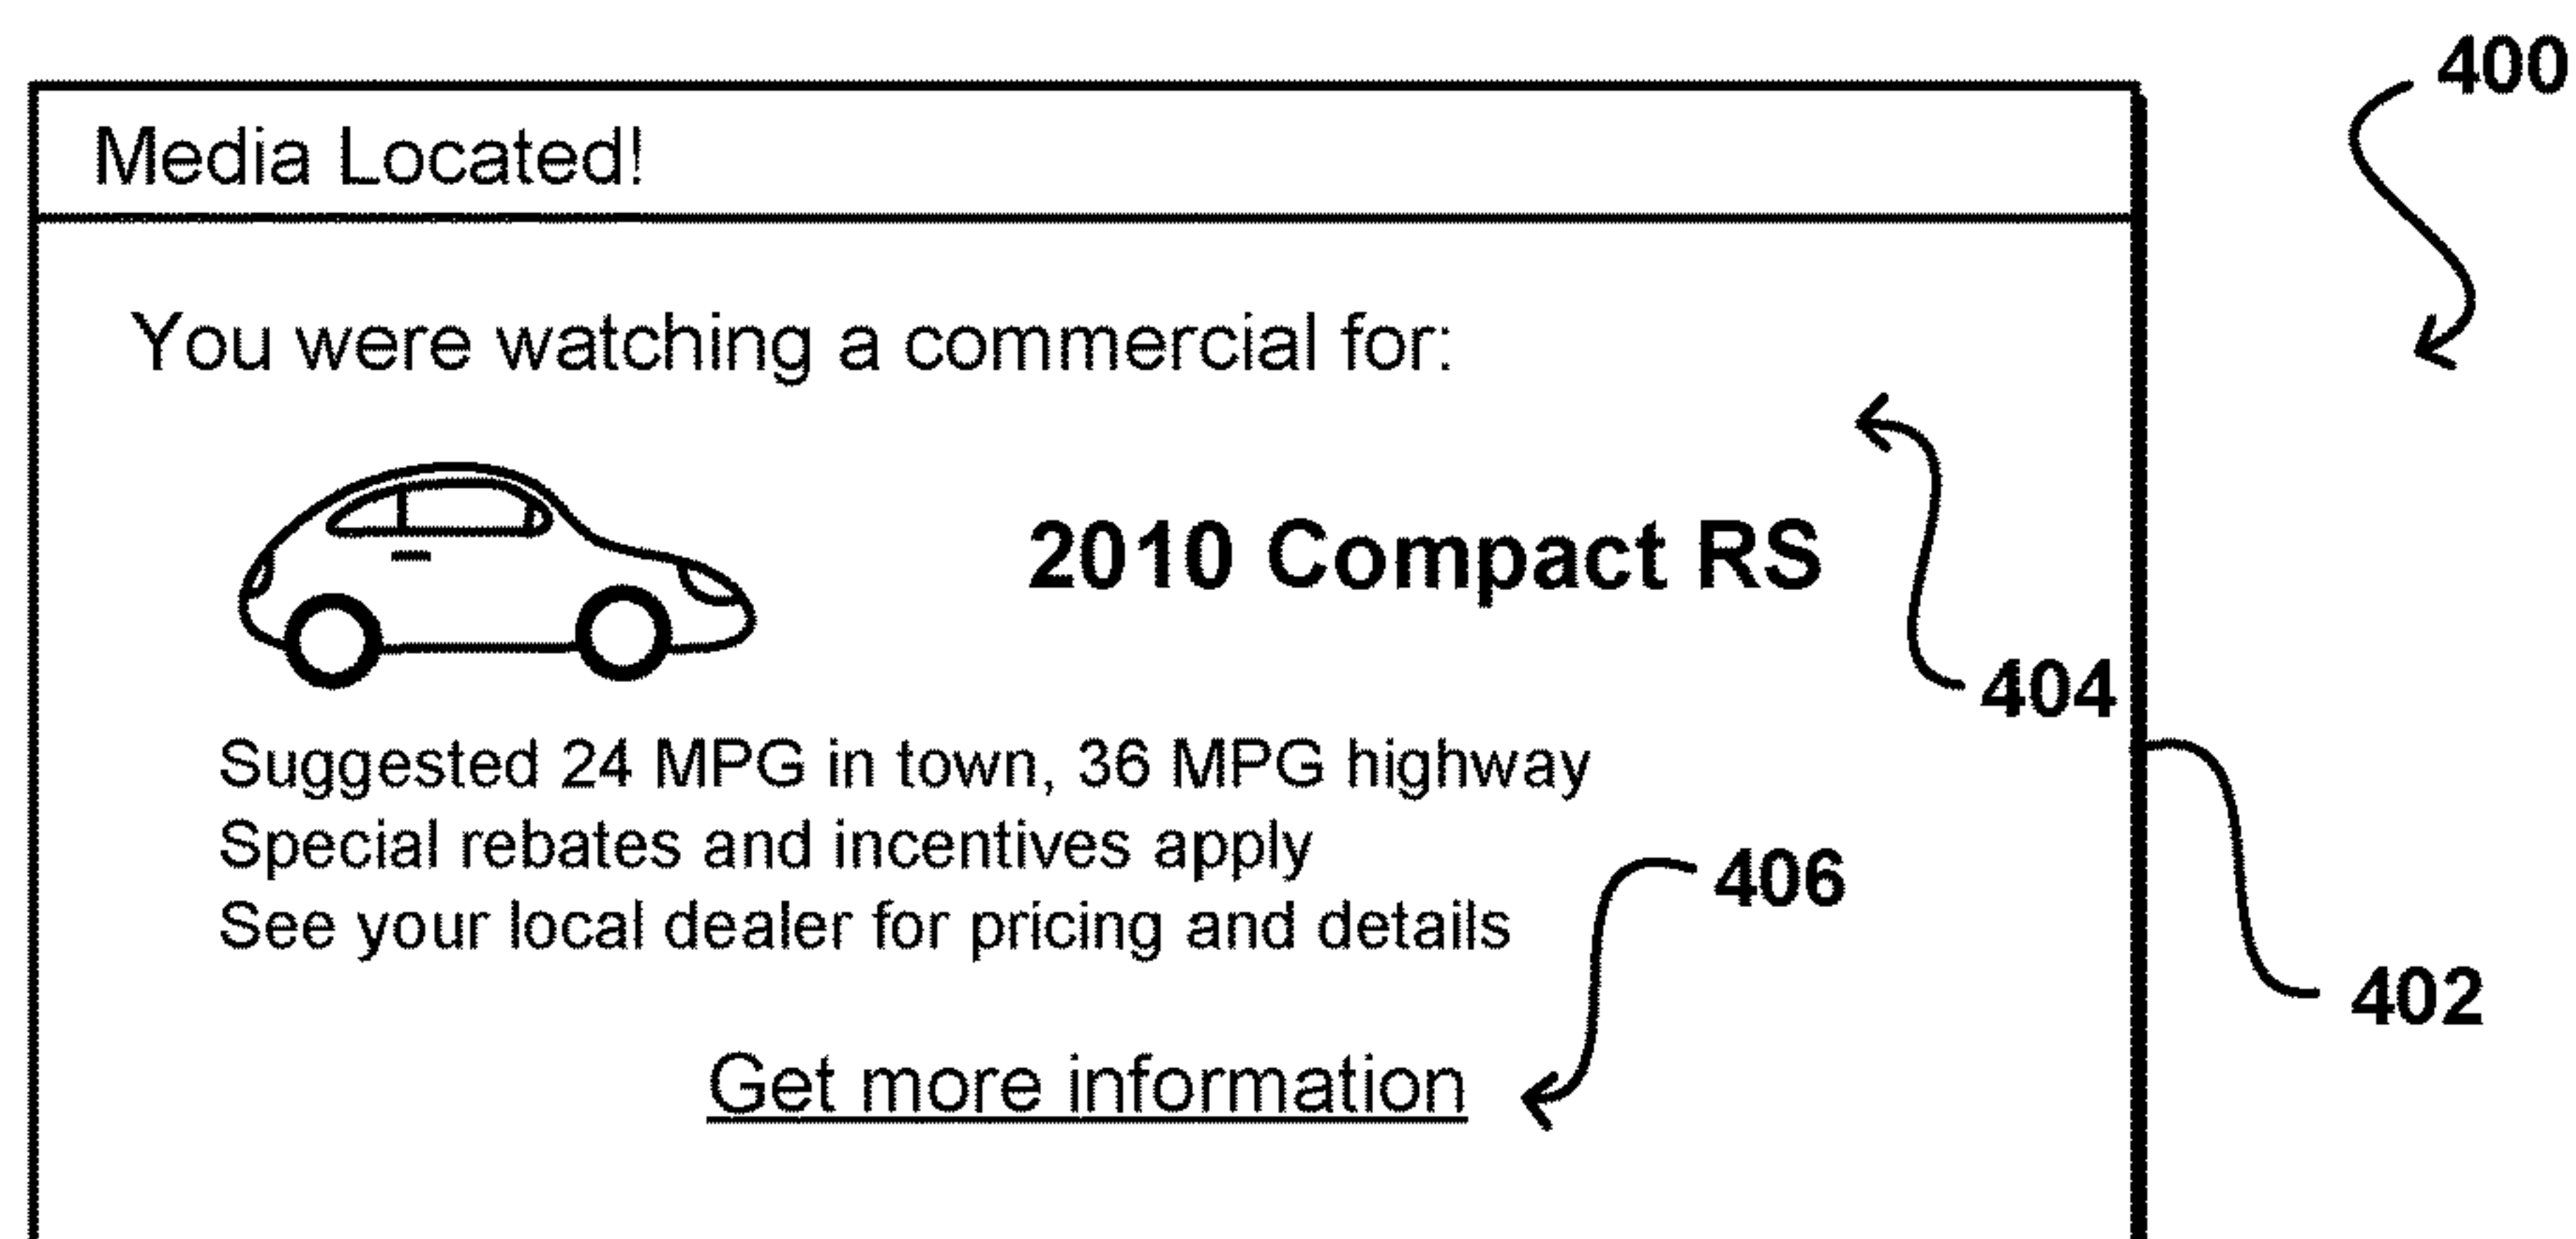 400
Media Located!
You were watching a commercial for:
2010 Compact RS
404
Suggested 24 MPG in town, 36 MPG highway
Special rebates and incentives apply
406
See your local dealer for pricing and details
402
Get more information